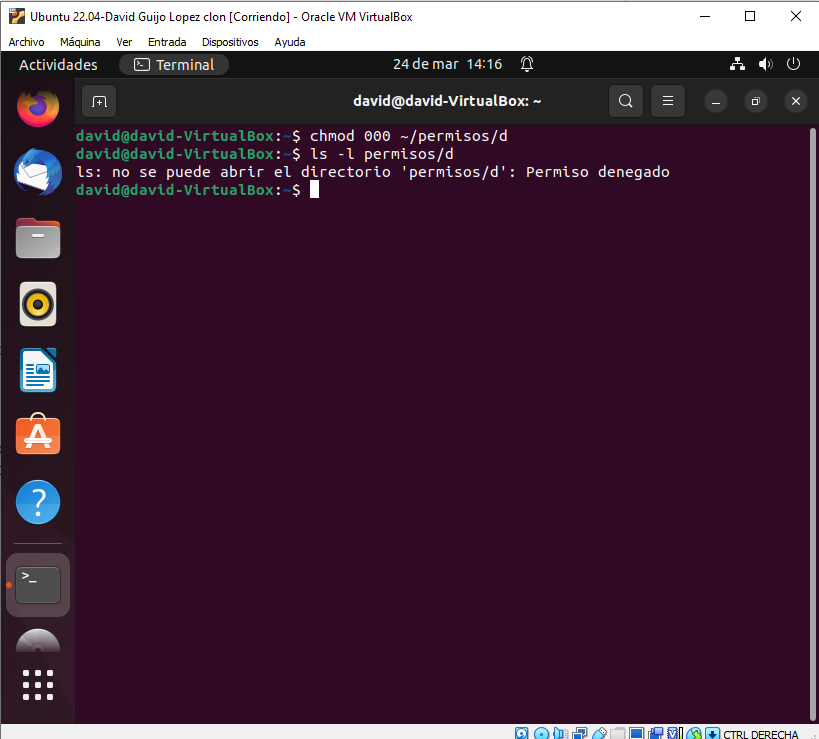 Ubuntu 22.04-David Guijo Lopez clon [Corriendo] - Oracle VM VirtualBox
Archivo Máquina Ver Entrada Dispositivos Ayuda
Actividades Terminal 24 de mar 14:16
david@david-VirtualBox: ~
david@david-VirtualBox:~$ chmod 000 ~/permisos/d
david@david-VirtualBox:~$ ls -l permisos/d
ls: no se puede abrir el directorio 'permisos/d': Permiso denegado
david@david-VirtualBox:~$
CTRL DERECHA